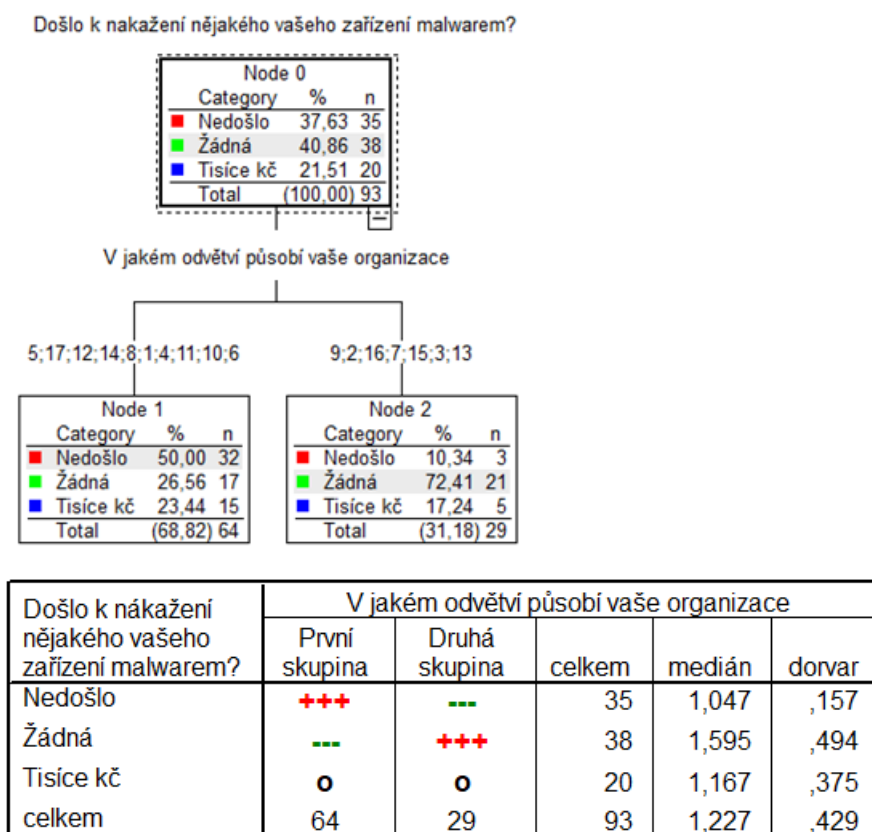 Došlo k nakažení nějakého vašeho zařízení malwarem?
Node 0
Category % n
Nedošlo 37,63 35
Žádná 40,86 38
Tisíce kč 21,51 20
Total (100,00) 93
V jakém odvětví působí vaše organizace
5;17;12;14;8;1;4;11;10;6
9;2;16;7;15;3;13
Node 1
Category % n
Nedošlo 50,00 32
Žádná 26,56 17
Tisíce kč 23,44 15
Total (68,82) 64
Node 2
Category % n
Nedošlo 10,34 3
Žádná 72,41 21
Tisíce kč 17,24 5
Total (31,18) 29
Došlo k nákažení
nějakého vašeho
zařízení malwarem?
V jakém odvětví působí vaše organizace
První
skupina
Druhá
skupina
celkem medián dorvar
Nedošlo +++ --- 35 1,047 ,157
Žádná --- +++ 38 1,595 ,494
Tisíce kč o o 20 1,167 ,375
celkem 64 29 93 1,227 ,429